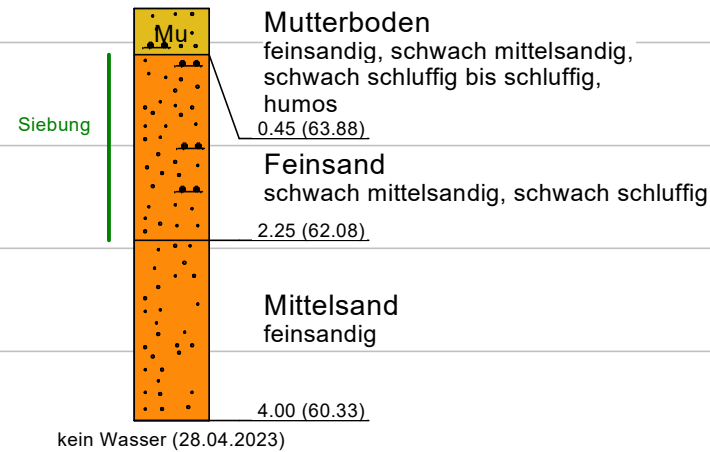 Mu
Mutterboden
feinsandig, schwach mittelsandig,
schwach schluffig bis schluffig,
humos
0.45 (63.88)
Siebung
Feinsand
schwach mittelsandig, schwach schluffig
2.25 (62.08)
Mittelsand
feinsandig
4.00 (60.33)
kein Wasser (28.04.2023)